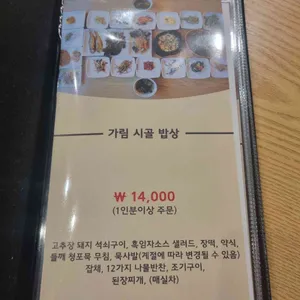 가림 시골 밥상
₩ 14,000
(1인분이상 주문)
고추장 돼지 석쇠구이, 흑임자소스 샐러드, 장떡, 약식,
들깨 청포묵 무침, 묵사발(계절에 따라 변경될 수 있음)
잡채, 12가지 나물반찬, 조기구이,
된장찌개, (매실차)